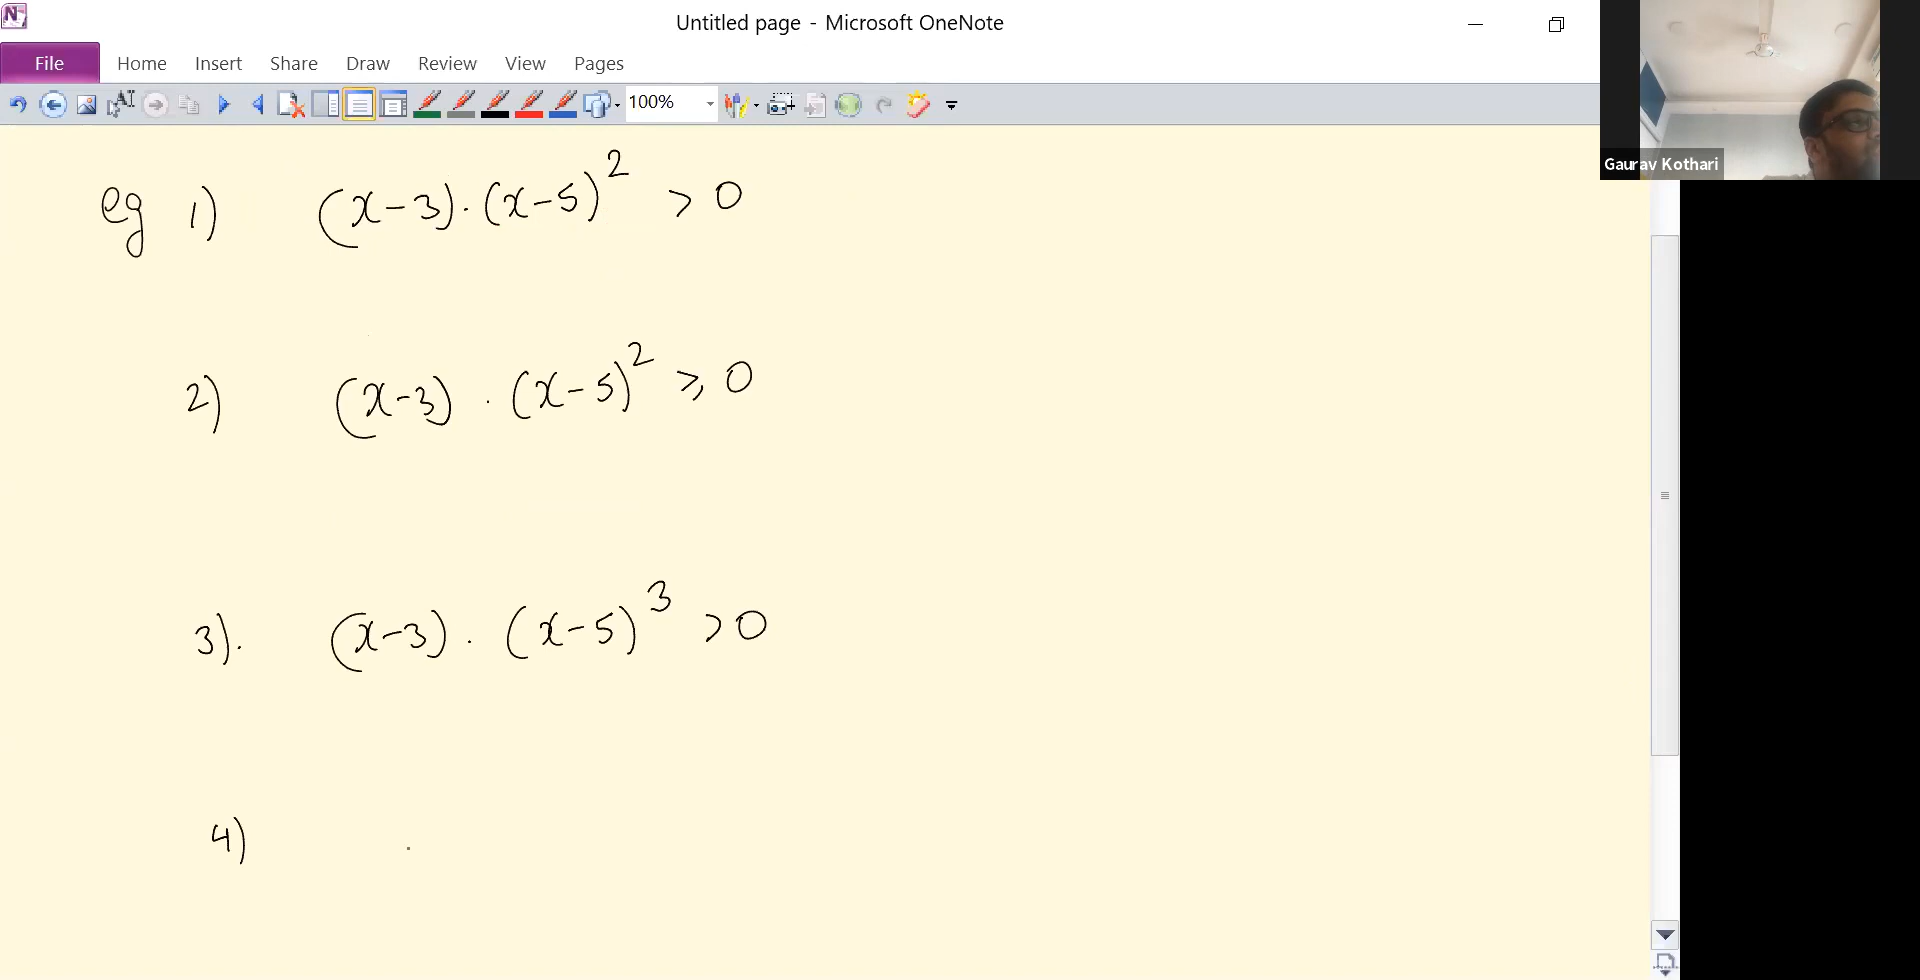 Untitled page - Microsoft OneNote
File Home Insert Share Draw Review View Pages
100%
Gaurav Kothari
eg 1) (x-3).(x-5)² > 0
2) (x-3) . (x-5)² ≥ 0
3). (x-3) . (x-5)³ > 0
4)